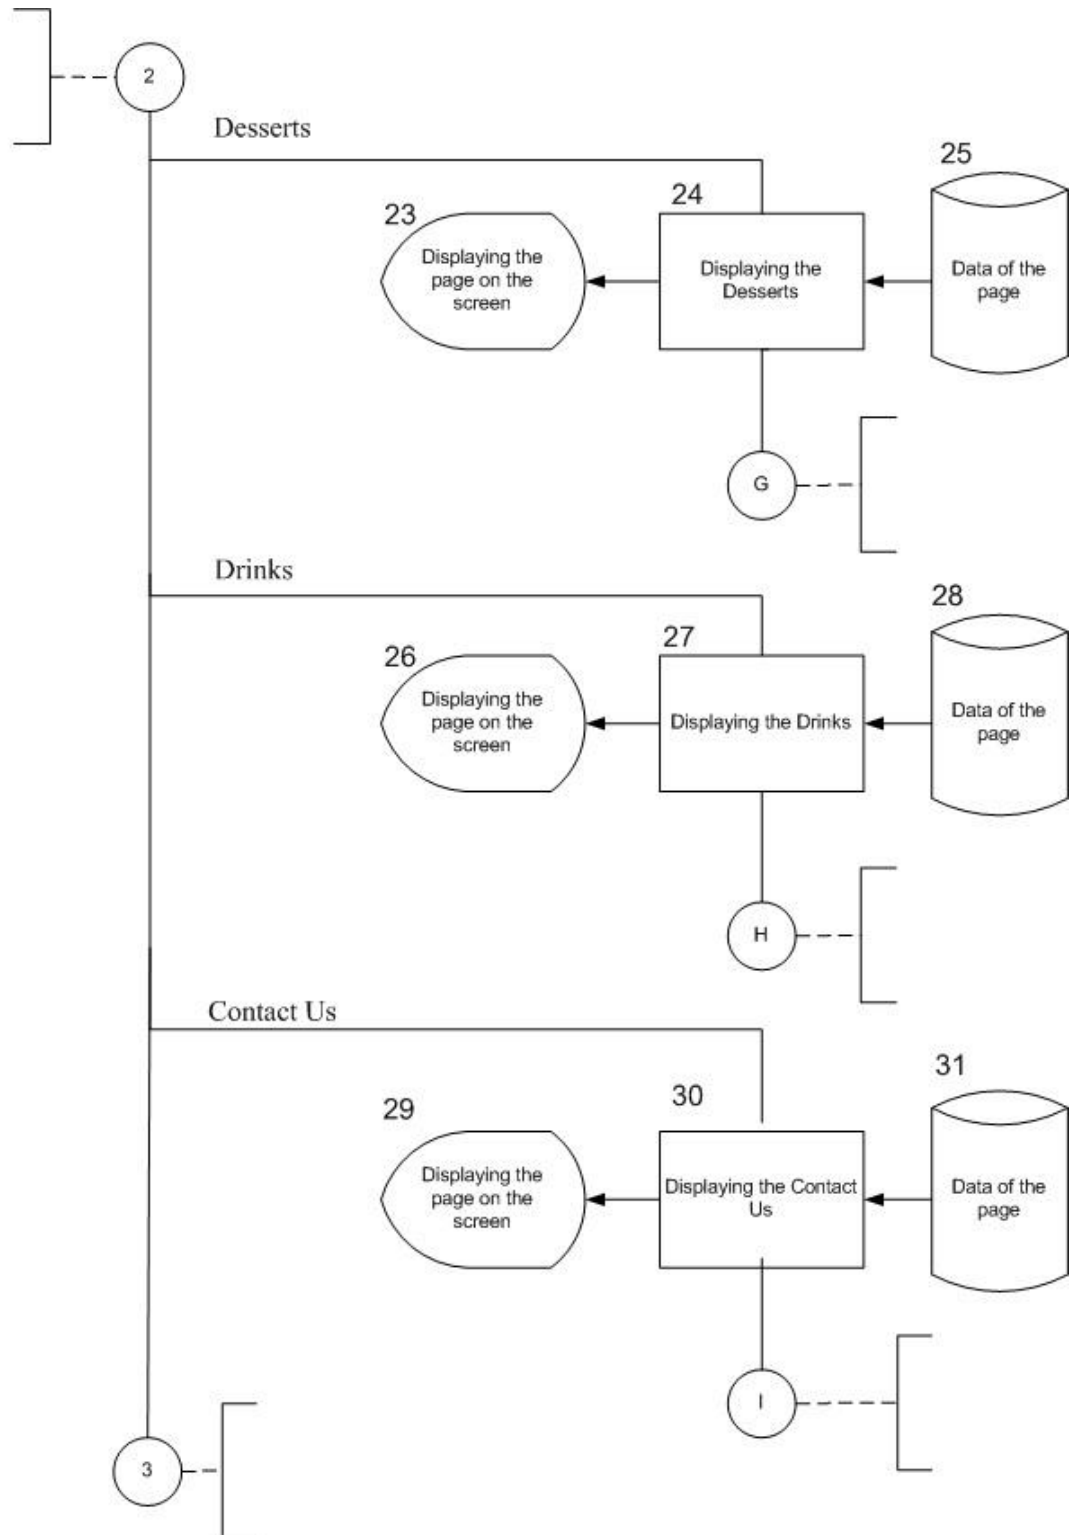 2
Desserts
25
24
23
Displaying the
page on the
screen
Displaying the
Desserts
Data of the
page
G
Drinks
28
27
26
Displaying the
page on the
screen
Displaying the Drinks
Data of the
page
H
Contact Us
31
30
29
Displaying the
page on the
screen
Displaying the Contact
Us
Data of the
page
I
3